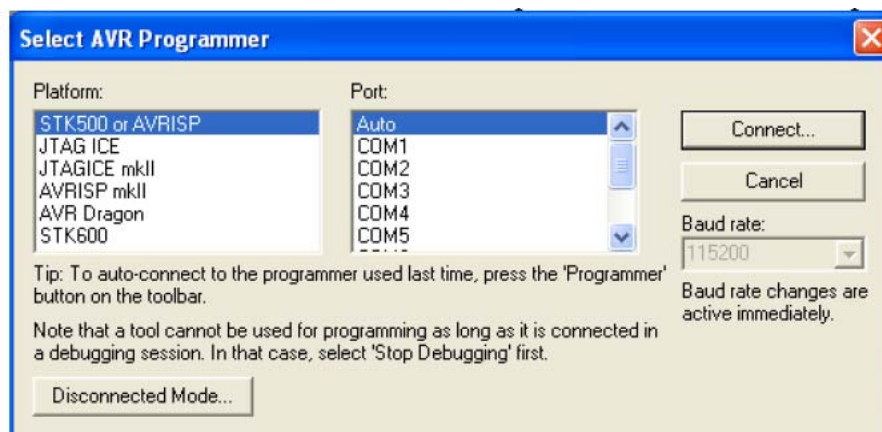 Select AVR Programmer
Platform:
STK500 or AVRISP
JTAG ICE
JTAGICE mkII
AVRISP mkII
AVR Dragon
STK600
Port:
Auto
COM1
COM2
COM3
COM4
COM5
Connect...
Cancel
Baud rate:
115200
Baud rate changes are
active immediately.
Tip: To auto-connect to the programmer used last time, press the 'Programmer'
button on the toolbar.
Note that a tool cannot be used for programming as long as it is connected in
a debugging session. In that case, select 'Stop Debugging' first.
Disconnected Mode...